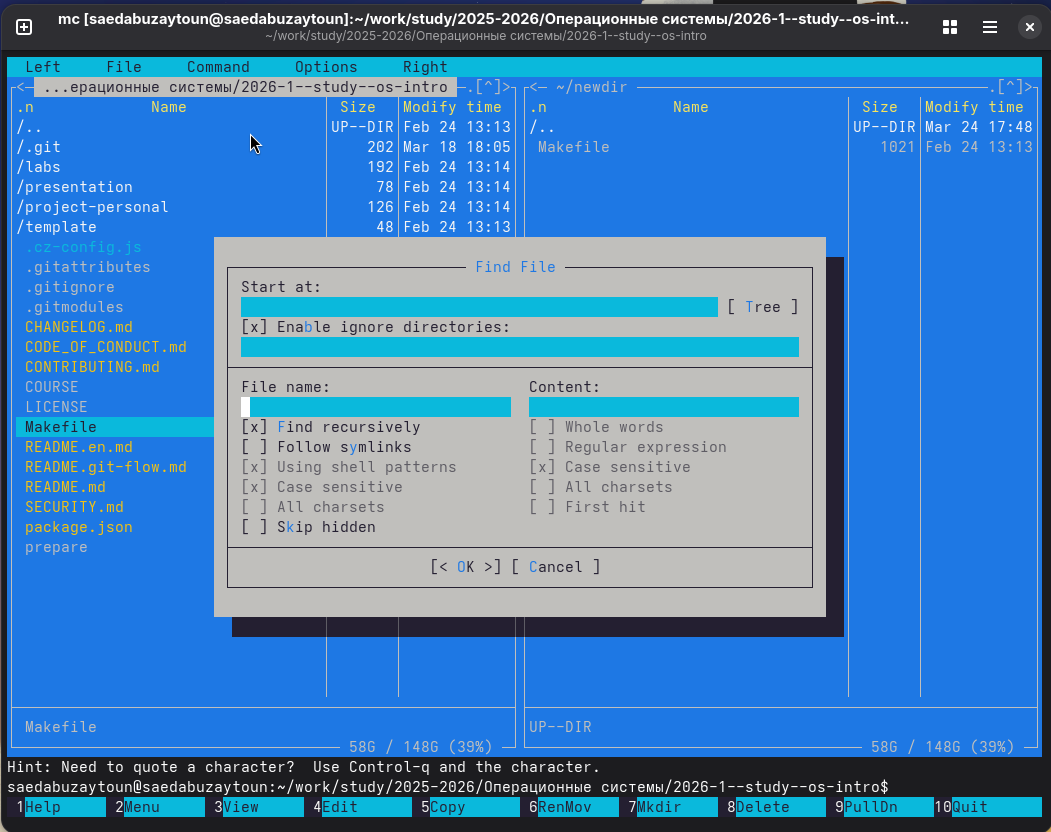 mc [saedabuzaytoun@saedabuzaytoun]:~/work/study/2025-2026/Операционные системы/2026-1--study--os-int...
~/work/study/2025-2026/Операционные системы/2026-1--study--os-intro
Left File Command Options Right
<─ ...ерационные системы/2026-1--study--os-intro .[^]> <─ ~/newdir .[^]>
.n Name Size Modify time .n Name Size Modify time
/.. UP--DIR Feb 24 13:13 /.. UP--DIR Mar 24 17:48
/.git 202 Mar 18 18:05 Makefile 1021 Feb 24 13:13
/labs 192 Feb 24 13:14
/presentation 78 Feb 24 13:14
/project-personal 126 Feb 24 13:14
/template 48 Feb 24 13:13
.cz-config.js
.gitattributes
.gitignore
.gitmodules
CHANGELOG.md
CODE_OF_CONDUCT.md
CONTRIBUTING.md
COURSE
LICENSE
Makefile
README.en.md
README.git-flow.md
README.md
SECURITY.md
package.json
prepare
Find File
Start at:
[ Tree ]
[x] Enable ignore directories:
File name: Content:
[x] Find recursively [ ] Whole words
[ ] Follow symlinks [ ] Regular expression
[x] Using shell patterns [x] Case sensitive
[x] Case sensitive [ ] All charsets
[ ] All charsets [ ] First hit
[ ] Skip hidden
[< OK >] [ Cancel ]
Makefile UP--DIR
58G / 148G (39%) 58G / 148G (39%)
Hint: Need to quote a character?  Use Control-q and the character.
saedabuzaytoun@saedabuzaytoun:~/work/study/2025-2026/Операционные системы/2026-1--study--os-intro$
1Help 2Menu 3View 4Edit 5Copy 6RenMov 7Mkdir 8Delete 9PullDn 10Quit